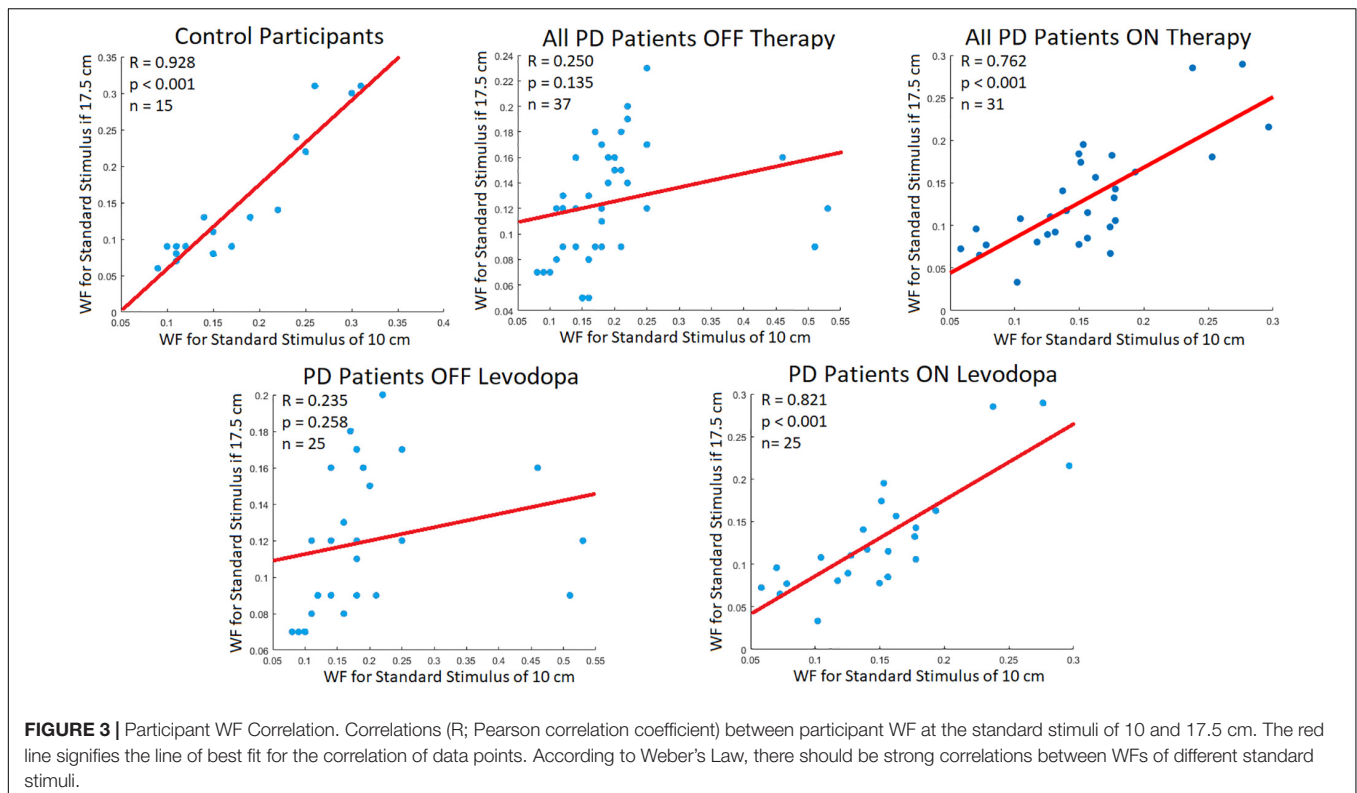 Control Participants
R = 0.928
p < 0.001
n = 15
WF for Standard Stimulus if 17.5 cm
0.35
0.3
0.25
0.2
0.15
0.1
0.05
0
0.05 0.1 0.15 0.2 0.25 0.3 0.35 0.4
WF for Standard Stimulus of 10 cm
All PD Patients OFF Therapy
R = 0.250
p = 0.135
n = 37
WF for Standard Stimulus if 17.5 cm
0.24
0.22
0.2
0.18
0.16
0.14
0.12
0.1
0.08
0.06
0.04
0.05 0.1 0.15 0.2 0.25 0.3 0.35 0.4 0.45 0.5 0.55
WF for Standard Stimulus of 10 cm
All PD Patients ON Therapy
R = 0.762
p < 0.001
n = 31
WF for Standard Stimulus if 17.5 cm
0.3
0.25
0.2
0.15
0.1
0.05
0
0.05 0.1 0.15 0.2 0.25 0.3
WF for Standard Stimulus of 10 cm
PD Patients OFF Levodopa
R = 0.235
p = 0.258
n = 25
WF for Standard Stimulus if 17.5 cm
0.2
0.18
0.16
0.14
0.12
0.1
0.08
0.06
0.05 0.1 0.15 0.2 0.25 0.3 0.35 0.4 0.45 0.5 0.55
WF for Standard Stimulus of 10 cm
PD Patients ON Levodopa
R = 0.821
p < 0.001
n= 25
WF for Standard Stimulus if 17.5 cm
0.3
0.25
0.2
0.15
0.1
0.05
0
0.05 0.1 0.15 0.2 0.25 0.3
WF for Standard Stimulus of 10 cm
FIGURE 3 | Participant WF Correlation. Correlations (R; Pearson correlation coefficient) between participant WF at the standard stimuli of 10 and 17.5 cm. The red
line signifies the line of best fit for the correlation of data points. According to Weber's Law, there should be strong correlations between WFs of different standard
stimuli.